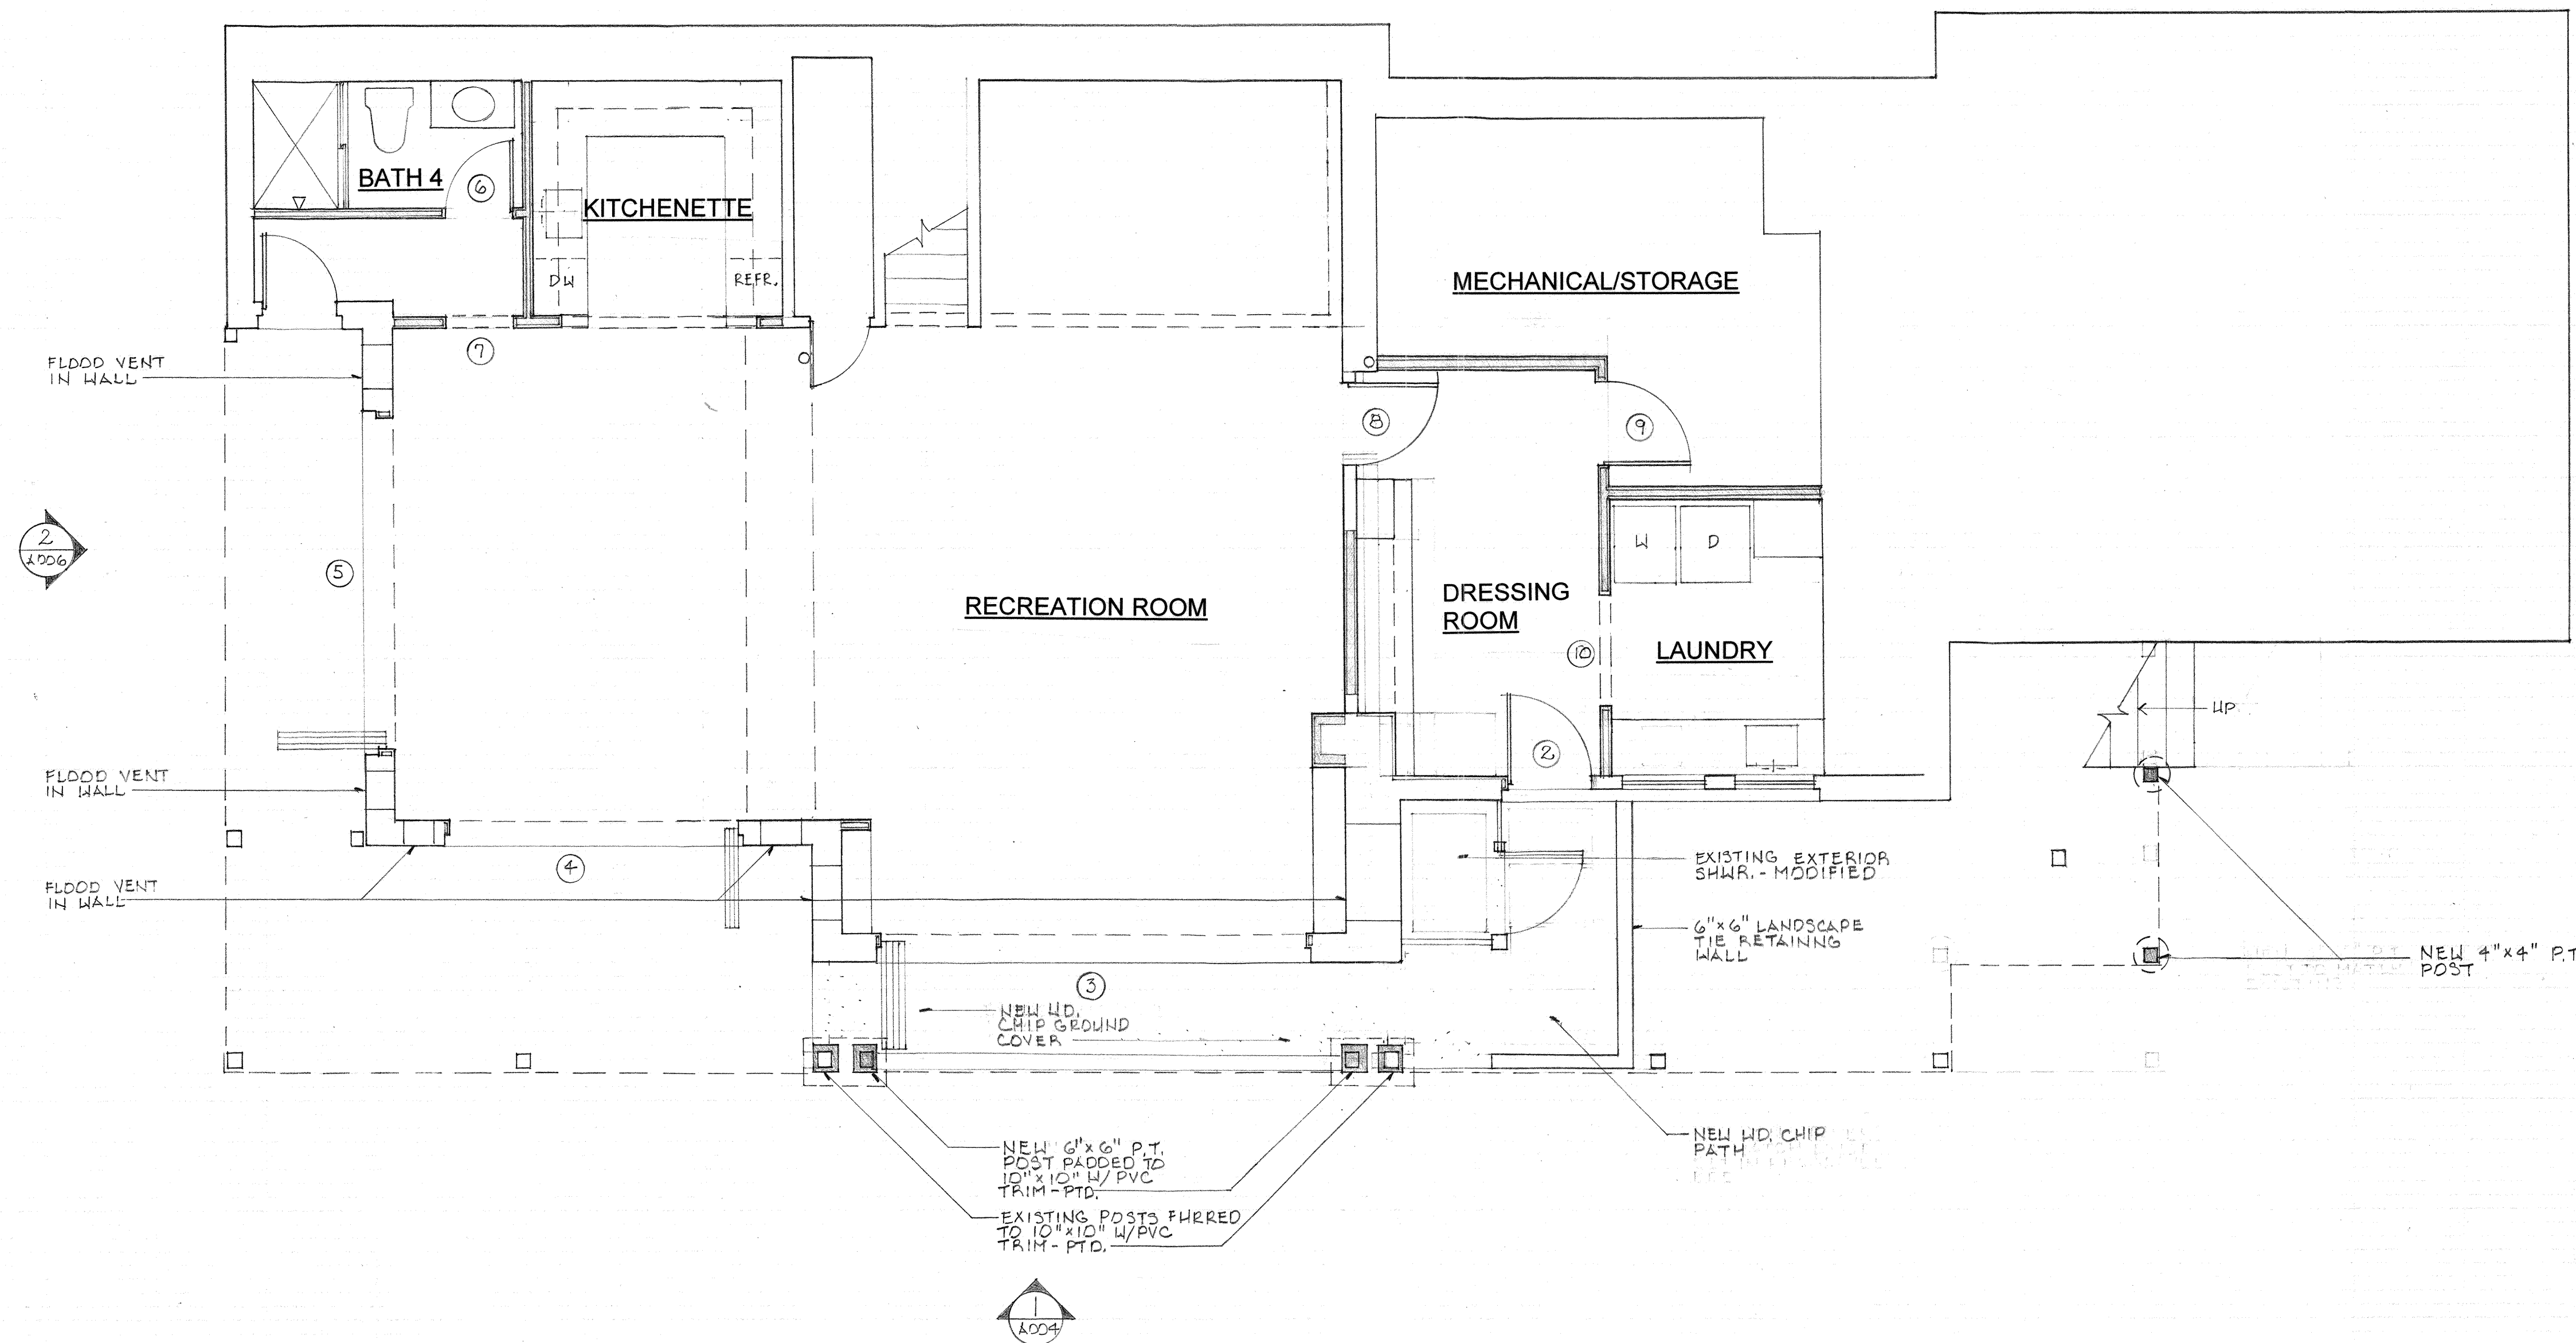 BATH 4
6
KITCHENETTE
DW
REFR.
MECHANICAL/STORAGE
7
FLOOD VENT
IN WALL
8
9
2
A006
5
W
D
RECREATION ROOM
DRESSING
ROOM
10
LAUNDRY
UP
2
FLOOD VENT
IN WALL
4
FLOOD VENT
IN WALL
EXISTING EXTERIOR
SHWR. - MODIFIED
6"x6" LANDSCAPE
TIE RETAINNG
WALL
NEW 4"x4" P.T
POST
3
NEW WD.
CHIP GROUND
COVER
NEW WD. CHIP
PATH
NEW 6"x6" P.T.
POST PADDED TO
10"x10" W/PVC
TRIM - PTD.
EXISTING POSTS FURRED
TO 10"x10" W/PVC
TRIM - PTD.
1
A004